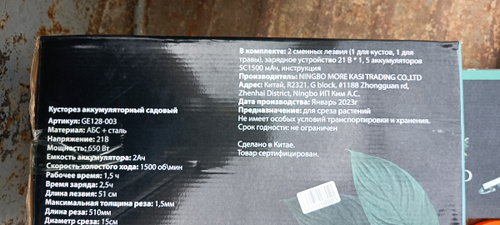 В комплекте: 2 сменных лезвия (1 для кустов, 1 для
травы), зарядное устройство 21 В * 1, 5 аккумуляторов
SC1500 мАч, инструкция
Производитель: NINGBO MORE KASI TRADING CO.,LTD
Адрес: Китай, R2321, G block, #1188 Zhongguan rd,
Zhenhai District, Ningbo ИП Ким А.С.
Дата производства: Январь 2023г
Предназначение: для среза растений
Не имеет особых условий транспортировки и хранения.
Срок годности: не ограничен
Сделано в Китае.
Товар сертифицирован.
Кусторез аккумуляторный садовый
Артикул: GE128-003
Материал: АБС + сталь
Напряжение: 21В
Мощность: 650 Вт
Емкость аккумулятора: 2Ач
Скорость холостого хода: 1500 об\мин
Рабочее время: 1,5 ч
Время заряда: 2,5ч
Длина лезвия: 51 см
Максимальная толщина реза: 1,5мм
Длина реза: 510мм
Диаметр среза: 15см